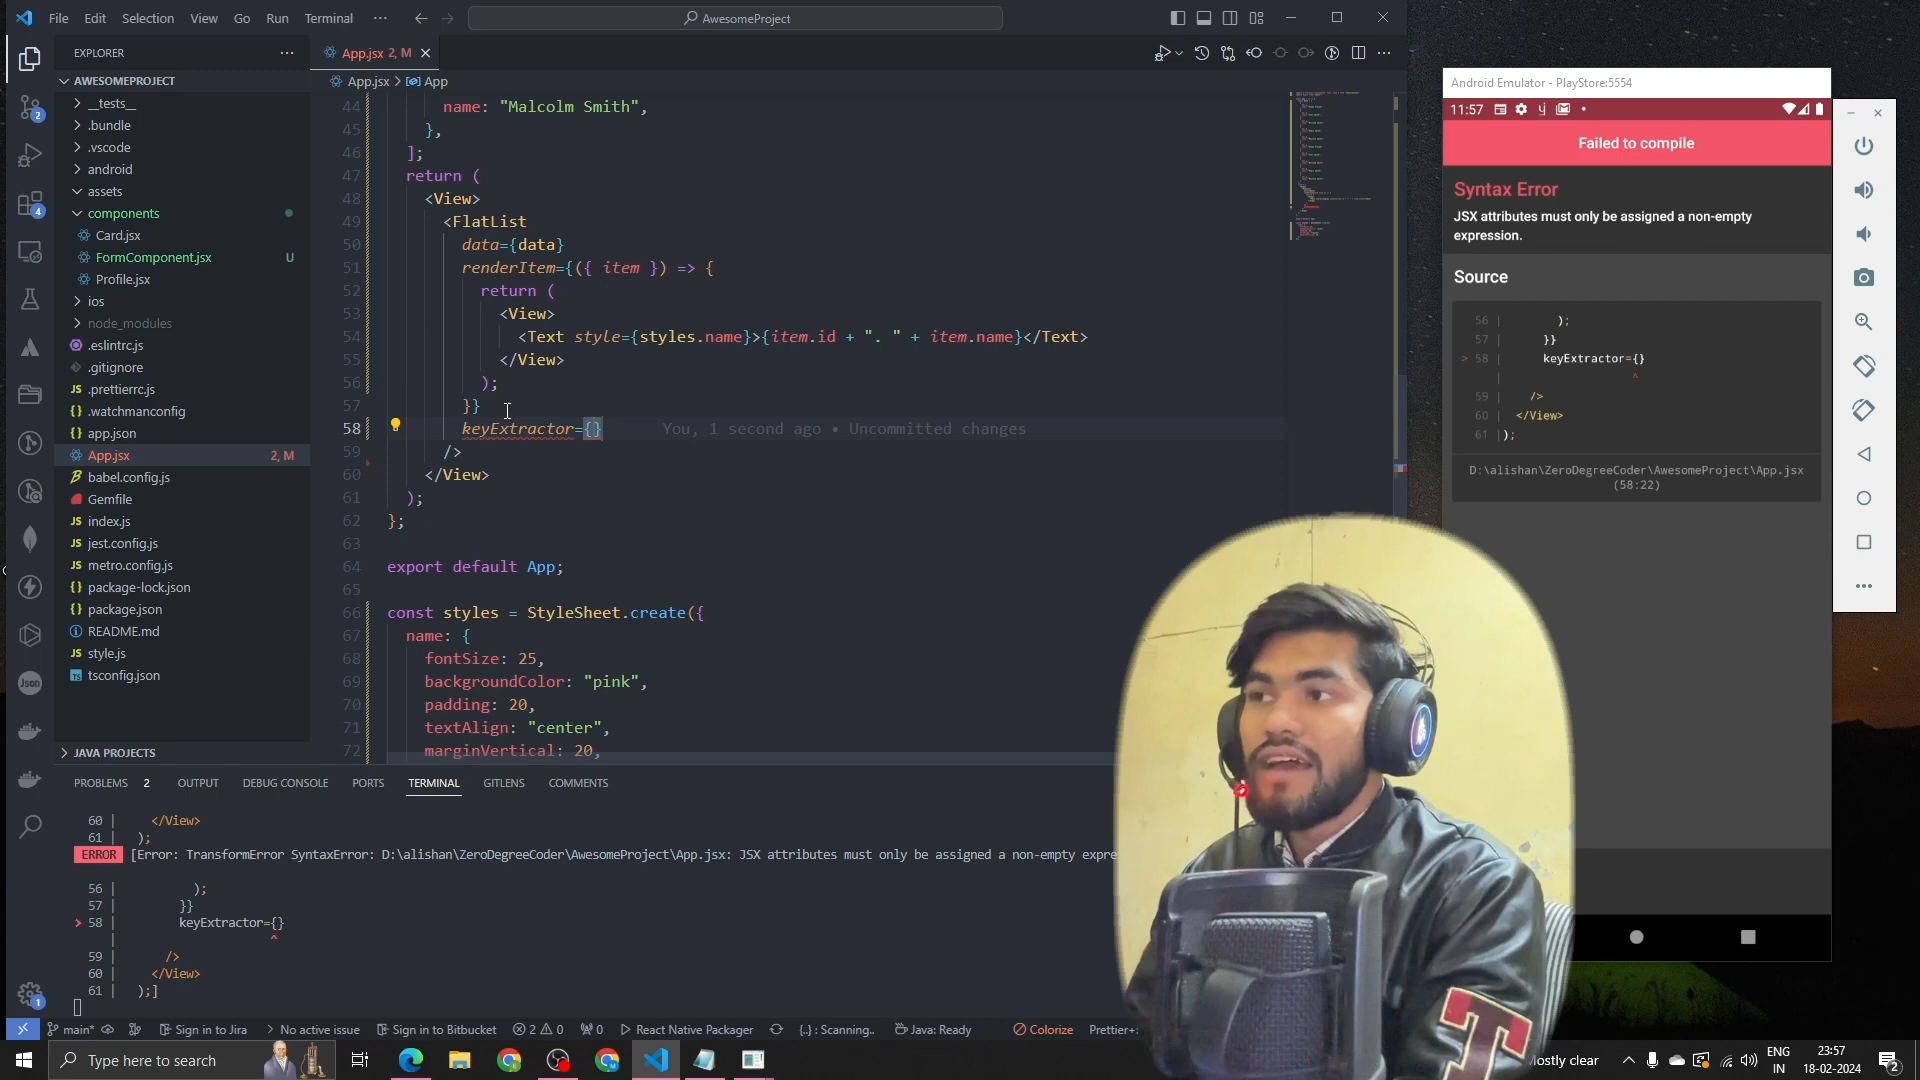 File Edit Selection View Go Run Terminal ··· AwesomeProject
EXPLORER ···
AWESOMEPROJECT
__tests__
.bundle
.vscode
android
assets
components
Card.jsx
FormComponent.jsx U
Profile.jsx
ios
node_modules
.eslintrc.js
.gitignore
JS .prettierrc.js
.watchmanconfig
{} app.json
App.jsx 2, M
babel.config.js
Gemfile
JS index.js
JS jest.config.js
JS metro.config.js
{} package-lock.json
{} package.json
README.md
JS style.js
tsconfig.json
JAVA PROJECTS
2
4
Json
1
App.jsx 2, M
App.jsx > App
44 name: "Malcolm Smith",
45 },
46 ];
47 return (
48 <View>
49 <FlatList
50 data={data}
51 renderItem={({ item }) => {
52 return (
53 <View>
54 <Text style={styles.name}>{item.id + ". " + item.name}</Text>
55 </View>
56 );
57 }}
58 keyExtractor={} You, 1 second ago • Uncommitted changes
59 />
60 </View>
61 );
62 };
63
64 export default App;
65
66 const styles = StyleSheet.create({
67 name: {
68 fontSize: 25,
69 backgroundColor: "pink",
70 padding: 20,
71 textAlign: "center",
72 marginVertical: 20,
PROBLEMS 2 OUTPUT DEBUG CONSOLE PORTS TERMINAL GITLENS COMMENTS
60 | </View>
61 | );
ERROR [Error: TransformError SyntaxError: D:\alishan\ZeroDegreeCoder\AwesomeProject\App.jsx: JSX attributes must only be assigned a non-empty expre
56 | );
57 | }}
> 58 | keyExtractor={}
| ^
59 | />
60 | </View>
61 | );]
main* Sign in to Jira No active issue Sign in to Bitbucket 2 0 0 React Native Packager {..} : Scanning.. Java: Ready Colorize Prettier+:
Android Emulator - PlayStore:5554
11:57
Failed to compile
Syntax Error
JSX attributes must only be assigned a non-empty
expression.
Source
56 | );
57 | }}
> 58 | keyExtractor={}
| ^
59 | />
60 | </View>
61 | );
D:\alishan\ZeroDegreeCoder\AwesomeProject\App.jsx
(58:22)
T
Type here to search
ostly clear
ENG
IN
23:57
18-02-2024
2